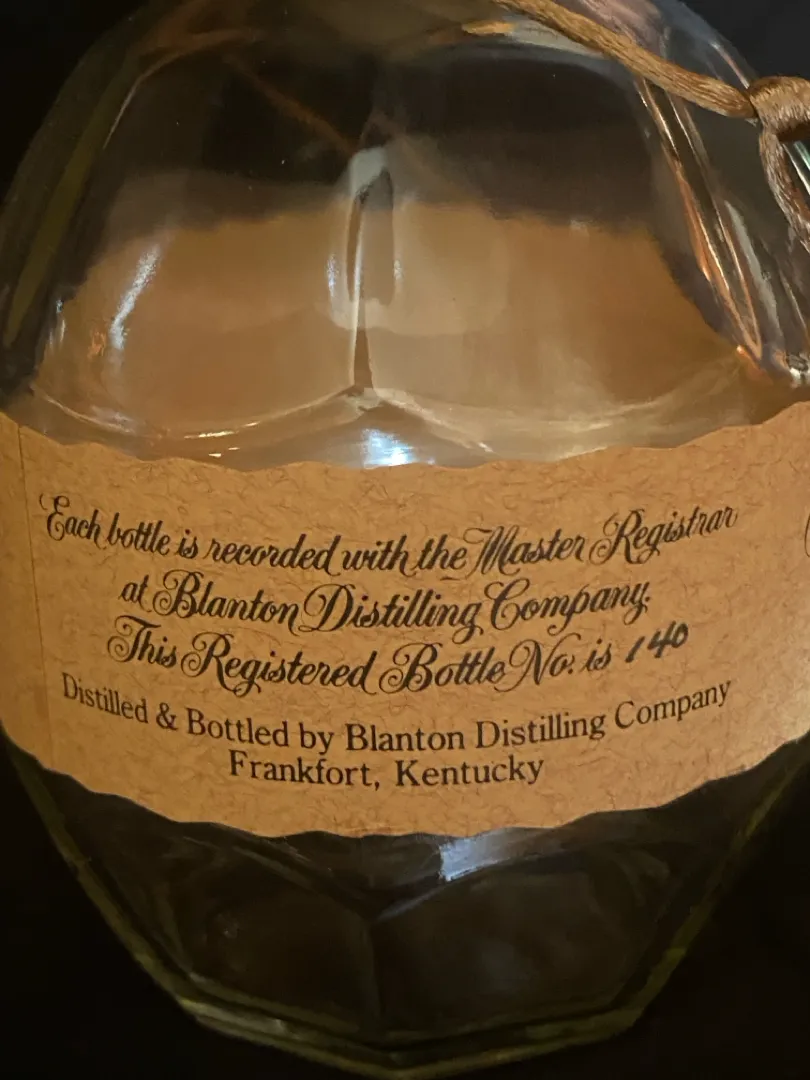 Each bottle is recorded with the Master Registrar
at Blanton Distilling Company.
This Registered Bottle No. is 140
Distilled & Bottled by Blanton Distilling Company
Frankfort, Kentucky